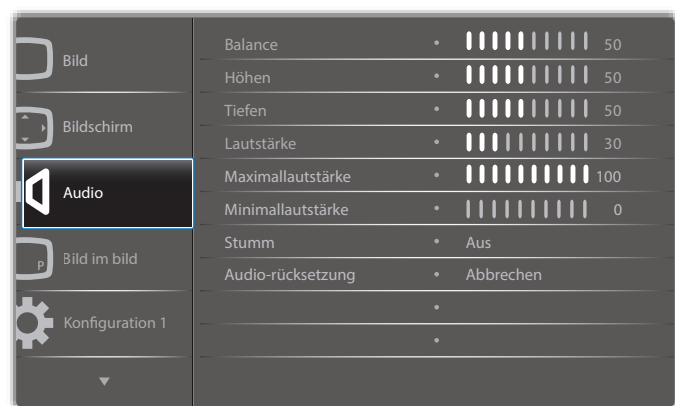 Bild
Bildschirm
Audio
P
Bild im bild
Konfiguration 1
Balance • 50
Höhen • 50
Tiefen • 50
Lautstärke • 30
Maximallautstärke • 100
Minimallautstärke • 0
Stumm • Aus
Audio-rücksetzung • Abbrechen
•
•